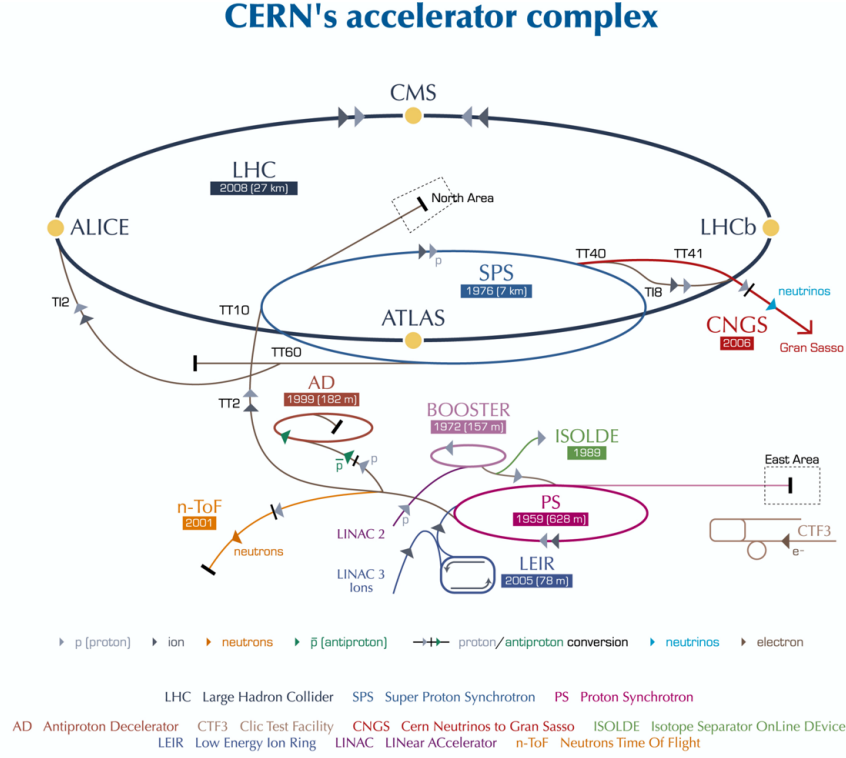 CERN's accelerator complex
CMS
LHC
2008 (27 km)
North Area
ALICE
LHCb
p
SPS
1976 (7 km)
TT40
TT41
TI8
neutrinos
TI2
TT10
ATLAS
CNGS
2006
Gran Sasso
TT60
AD
1999 (182 m)
TT2
BOOSTER
1972 (157 m)
ISOLDE
1989
p̅
p
East Area
n-ToF
2001
PS
1959 (628 m)
p
LINAC 2
neutrons
CTF3
e-
LINAC 3
Ions
LEIR
2005 (78 m)
p (proton) ion neutrons p̅ (antiproton) proton/antiproton conversion neutrinos electron
LHC Large Hadron Collider SPS Super Proton Synchrotron PS Proton Synchrotron
AD Antiproton Decelerator CTF3 Clic Test Facility CNGS Cern Neutrinos to Gran Sasso ISOLDE Isotope Separator OnLine DEvice
LEIR Low Energy Ion Ring LINAC LINear ACcelerator n-ToF Neutrons Time Of Flight